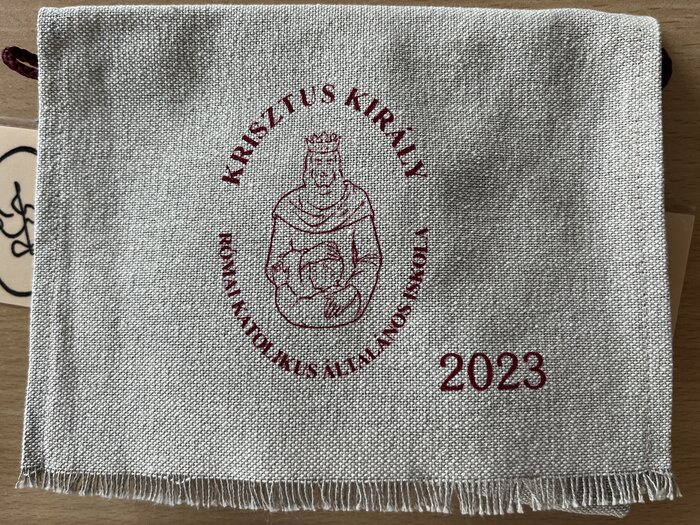 KRISZTUS KIRÁLY
RÓMAI KATOLIKUS ÁLTALÁNOS ISKOLA
2023